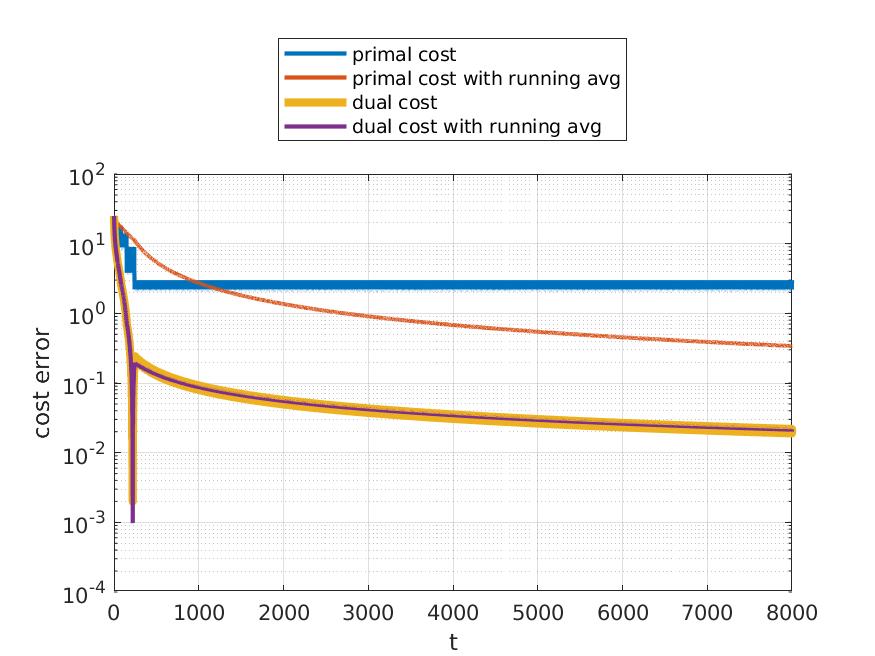 primal cost
primal cost with running avg
dual cost
dual cost with running avg
10^2
10^1
10^0
10^-1
10^-2
10^-3
10^-4
cost error
0 1000 2000 3000 4000 5000 6000 7000 8000
t